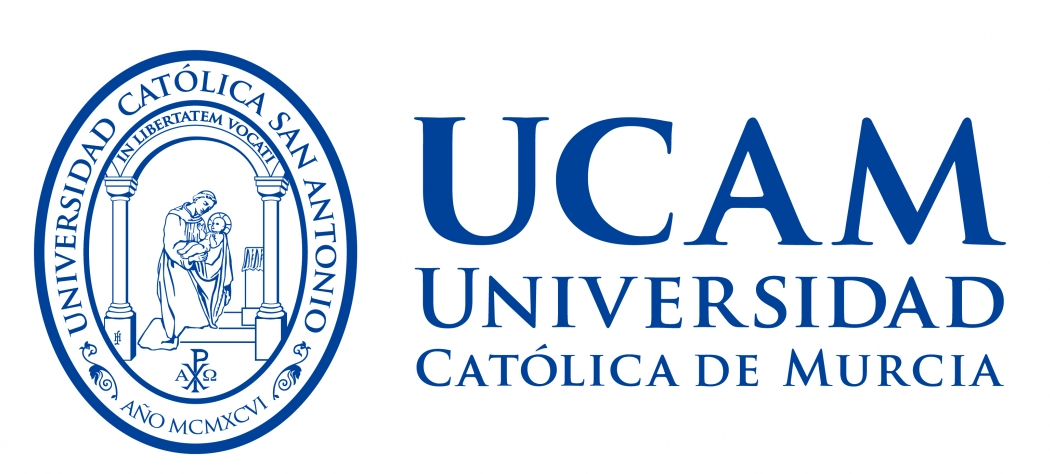 UNIVERSIDAD CATÓLICA SAN ANTONIO
IN LIBERTATEM VOCATI
Α Ω
AÑO MCMXCVI
UCAM
UNIVERSIDAD
CATÓLICA DE MURCIA